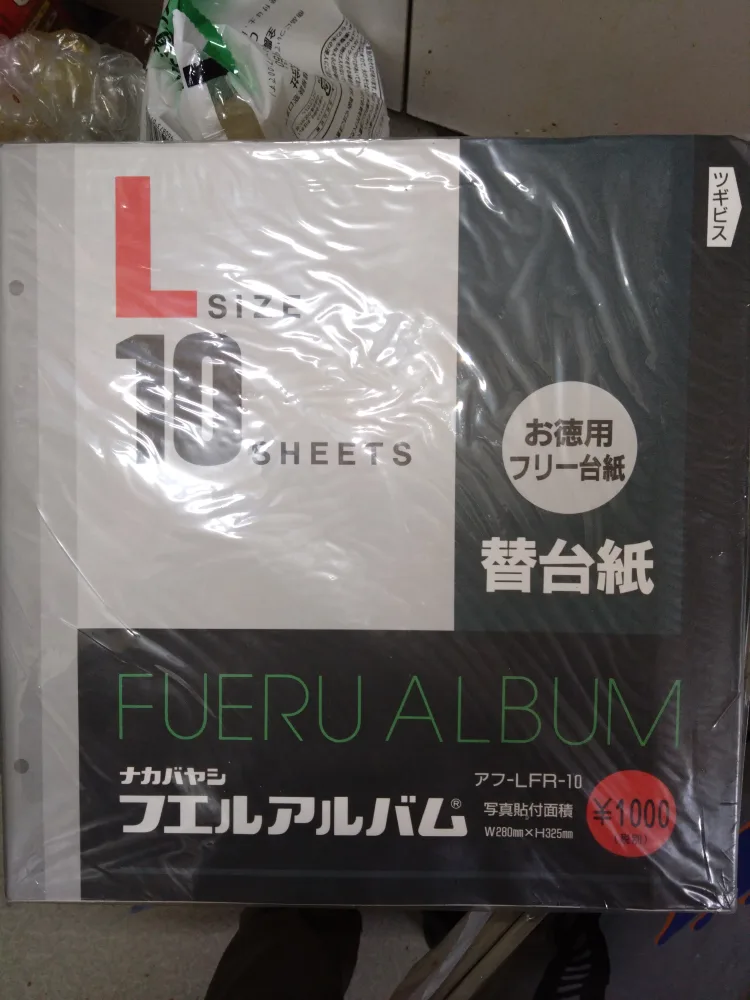 ツギビス
L SiZE
10 SHEETS
お徳用
フリー台紙
替台紙
FUERU ALBUM
ナカバヤシ
フエルアルバム®
アフ-LFR-10
写真貼付面積
W280mm×H325mm
¥1000